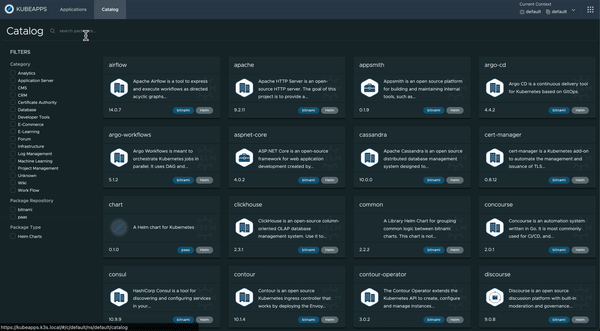 KUBEAPPS
Applications
Catalog
Current Context
default
default
Catalog
search packages...
FILTERS
Category
Analytics
Application Server
CMS
CRM
Certificate Authority
Database
Developer Tools
E-Commerce
E-Learning
Forum
Infrastructure
Log Management
Machine Learning
Project Management
Unknown
Wiki
Work Flow
Package Repository
bitnami
paas
Package Type
Helm Charts
airflow
Apache Airflow is a tool to
express and execute
workflows as directed
acyclic graphs...
14.0.7
bitnami
Helm
apache
Apache HTTP Server is an open-
source HTTP server. The goal of this
project is to provide a...
9.2.11
bitnami
Helm
appsmith
Appsmith is an open source platform
for building and maintaining internal
tools, such as...
0.1.9
bitnami
Helm
argo-cd
Argo CD is a continuous delivery tool
for Kubernetes based on GitOps.
4.4.2
bitnami
Helm
argo-workflows
Argo Workflows is meant to
orchestrate Kubernetes jobs in
parallel. It uses DAG and...
5.1.2
bitnami
Helm
aspnet-core
ASP.NET Core is an open-source
framework for web application
development created by...
4.0.2
bitnami
Helm
cassandra
Apache Cassandra is an open source
distributed database management
system designed to...
10.0.0
bitnami
Helm
cert-manager
cert-manager is a Kubernetes add-on
to automate the management and
issuance of TLS...
0.8.12
bitnami
Helm
chart
A Helm chart for Kubernetes
0.1.0
paas
Helm
clickhouse
ClickHouse is an open-source column-
oriented OLAP database
management system. Use it to...
2.3.1
bitnami
Helm
common
A Library Helm Chart for grouping
common logic between bitnami
charts. This chart is not...
2.2.2
bitnami
Helm
concourse
Concourse is an automation system
written in Go. It is most commonly
used for CI/CD, and...
2.0.1
bitnami
Helm
consul
HashiCorp Consul is a tool for
discovering and configuring services
in your...
10.9.9
bitnami
Helm
contour
Contour is an open source
Kubernetes ingress controller that
works by deploying the Envoy...
10.1.4
bitnami
Helm
contour-operator
The Contour Operator extends the
Kubernetes API to create, configure
and manage instances...
3.0.2
bitnami
Helm
discourse
Discourse is an open source
discussion platform with built-in
moderation and governance...
9.0.8
bitnami
Helm
https://kubeapps.k3s.local/#/c/default/ns/default/catalog